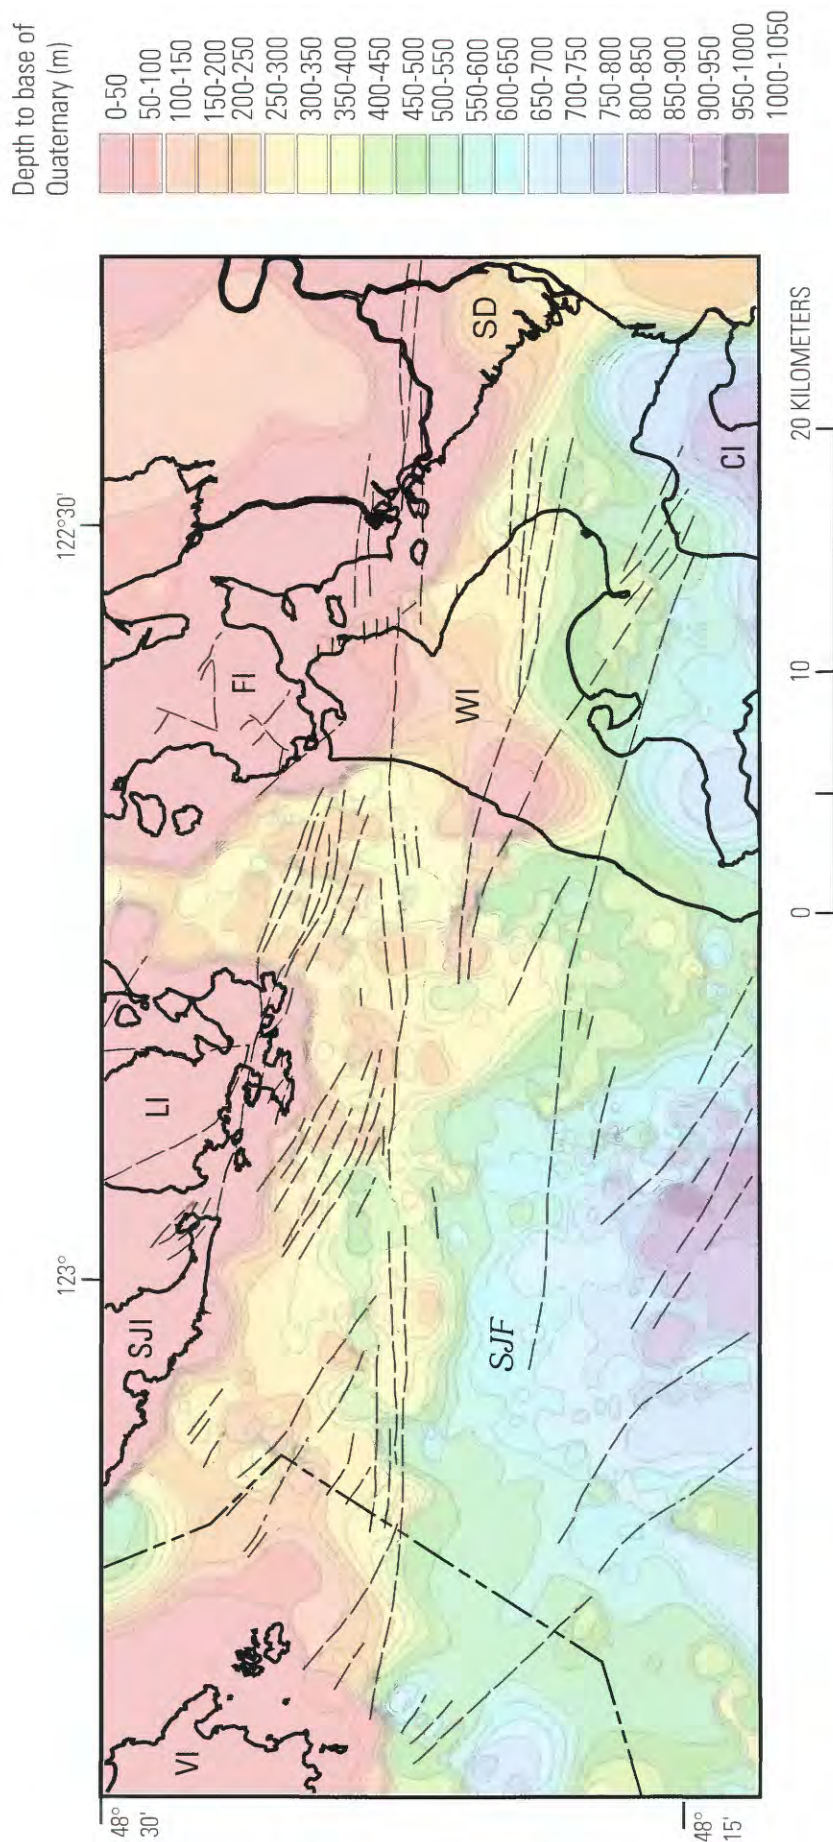 Depth to base of
Quaternary (m)
0-50
50-100
100-150
150-200
200-250
250-300
300-350
350-400
400-450
450-500
500-550
550-600
600-650
650-700
700-750
750-800
800-850
850-900
900-950
950-1000
1000-1050
123°
122°30'
48°
30'
48°
15'
VI
SJI
LI
FI
SD
WI
SJF
CI
0
10
20 KILOMETERS